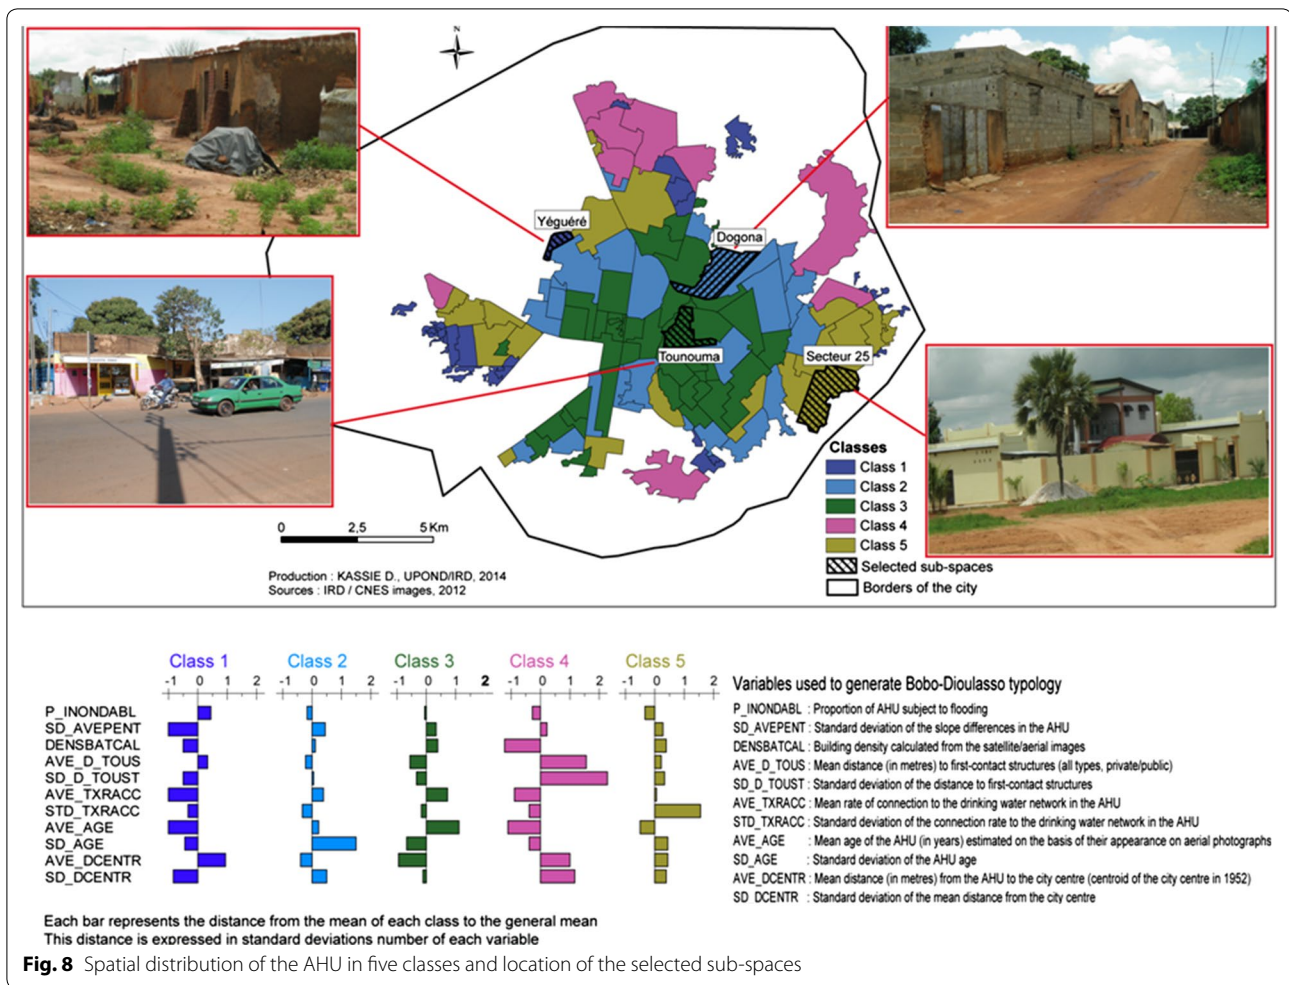 N
Yéguéré
Dogona
Tounouma
Secteur 25
Classes
Class 1
Class 2
Class 3
Class 4
Class 5
Selected sub-spaces
Borders of the city
0 2,5 5 Km
Production : KASSIE D., UPOND/IRD, 2014
Sources : IRD / CNES images, 2012
Class 1 Class 2 Class 3 Class 4 Class 5
-1 0 1 2 -1 0 1 2 -1 0 1 2 -1 0 1 2 -1 0 1 2
P_INONDABL
SD_AVEPENT
DENSBATCAL
AVE_D_TOUS
SD_D_TOUST
AVE_TXRACC
STD_TXRACC
AVE_AGE
SD_AGE
AVE_DCENTR
SD_DCENTR
Variables used to generate Bobo-Dioulasso typology
P_INONDABL : Proportion of AHU subject to flooding
SD_AVEPENT : Standard deviation of the slope differences in the AHU
DENSBATCAL : Building density calculated from the satellite/aerial images
AVE_D_TOUS : Mean distance (in metres) to first-contact structures (all types, private/public)
SD_D_TOUST : Standard deviation of the distance to first-contact structures
AVE_TXRACC : Mean rate of connection to the drinking water network in the AHU
STD_TXRACC : Standard deviation of the connection rate to the drinking water network in the AHU
AVE_AGE : Mean age of the AHU (in years) estimated on the basis of their appearance on aerial photographs
SD_AGE : Standard deviation of the AHU age
AVE_DCENTR : Mean distance (in metres) from the AHU to the city centre (centroid of the city centre in 1952)
SD_DCENTR : Standard deviation of the mean distance from the city centre
Each bar represents the distance from the mean of each class to the general mean
This distance is expressed in standard deviations number of each variable
Fig. 8 Spatial distribution of the AHU in five classes and location of the selected sub-spaces